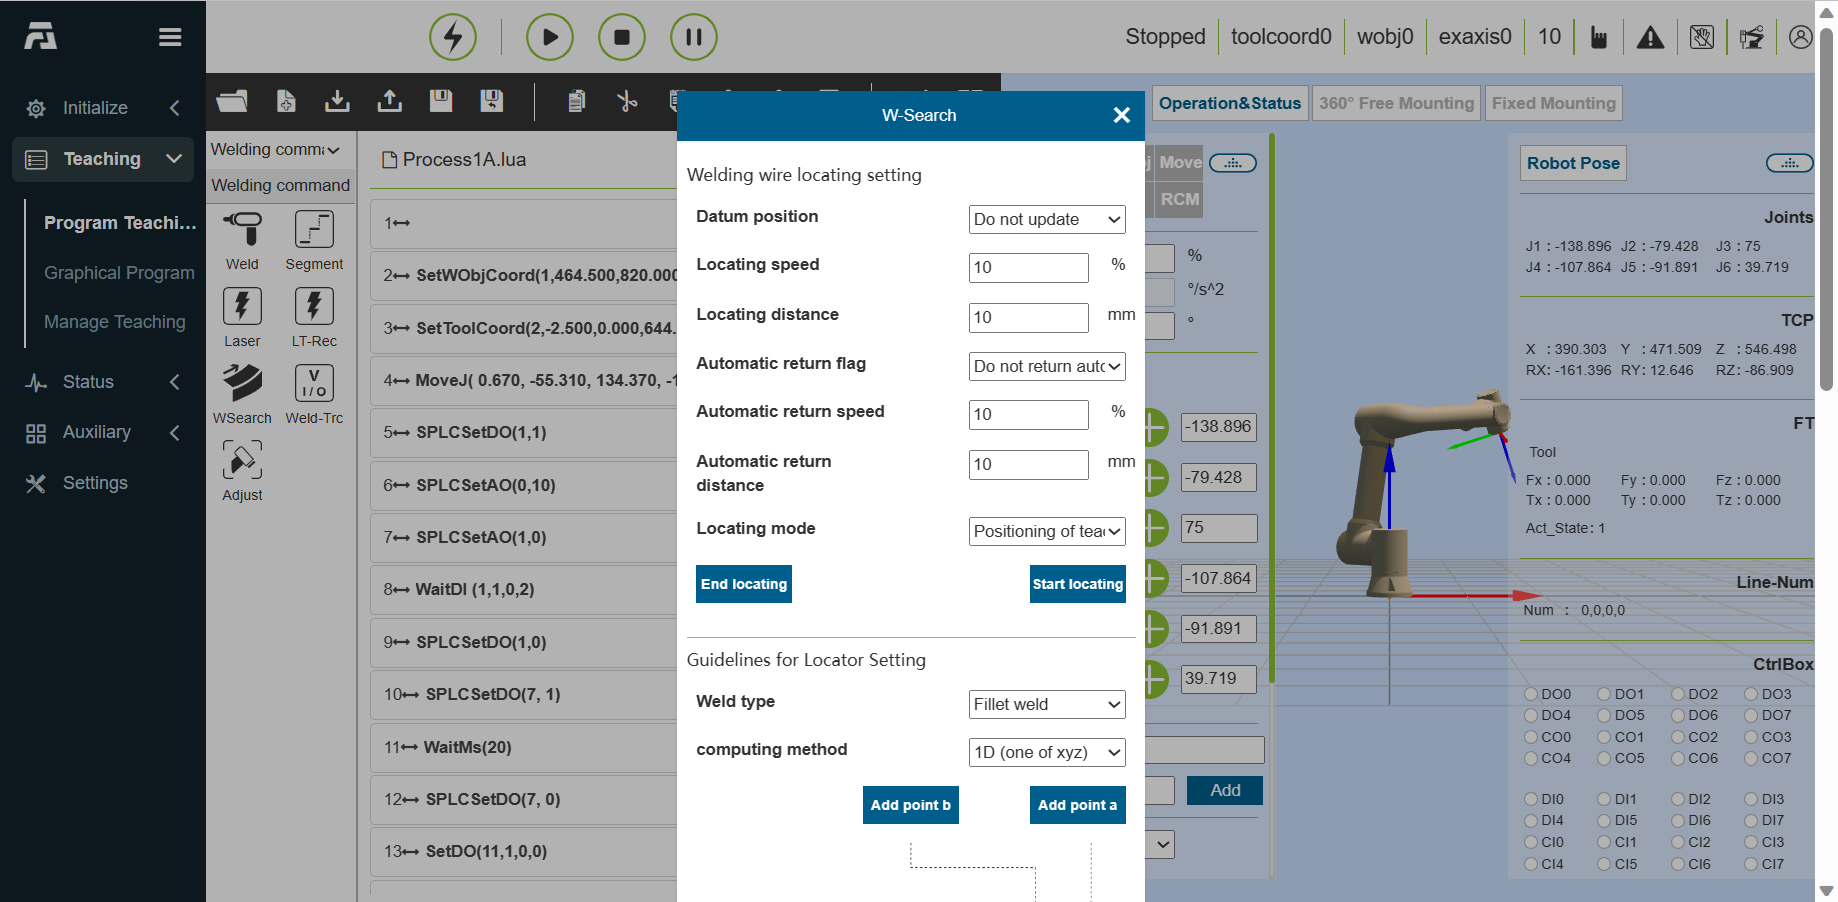 Stopped
toolcoord0
wobj0
exaxis0
10
Initialize
Teaching
Program Teachi...
Graphical Program
Manage Teaching
Status
Auxiliary
Settings
Welding comm
Welding command
Weld
Segment
Laser
LT-Rec
V
I/O
WSearch
Weld-Trc
Adjust
Process1A.lua
1
2 SetWObjCoord(1,464.500,820.000
3 SetToolCoord(2,-2.500,0.000,644.
4 MoveJ( 0.670, -55.310, 134.370, -1
5 SPLCSetDO(1,1)
6 SPLCSetAO(0,10)
7 SPLCSetAO(1,0)
8 WaitDI (1,1,0,2)
9 SPLCSetDO(1,0)
10 SPLCSetDO(7, 1)
11 WaitMs(20)
12 SPLCSetDO(7, 0)
13 SetDO(11,1,0,0)
W-Search
Welding wire locating setting
Datum position Do not update
Locating speed 10 %
Locating distance 10 mm
Automatic return flag Do not return auto
Automatic return speed 10 %
Automatic return
distance 10 mm
Locating mode Positioning of tea
End locating Start locating
Guidelines for Locator Setting
Weld type Fillet weld
computing method 1D (one of xyz)
Add point b Add point a
Operation&Status 360° Free Mounting Fixed Mounting
Move
RCM
%
°/s^2
°
-138.896
-79.428
75
-107.864
-91.891
39.719
Add
Robot Pose
Joints
J1 : -138.896 J2 : -79.428 J3 : 75
J4 : -107.864 J5 : -91.891 J6 : 39.719
TCP
X : 390.303 Y : 471.509 Z : 546.498
RX: -161.396 RY: 12.646 RZ: -86.909
FT
Tool
Fx : 0.000 Fy : 0.000 Fz : 0.000
Tx : 0.000 Ty : 0.000 Tz : 0.000
Act_State: 1
Line-Num
Num : 0,0,0,0
CtrlBox
DO0 DO1 DO2 DO3
DO4 DO5 DO6 DO7
CO0 CO1 CO2 CO3
CO4 CO5 CO6 CO7
DI0 DI1 DI2 DI3
DI4 DI5 DI6 DI7
CI0 CI1 CI2 CI3
CI4 CI5 CI6 CI7